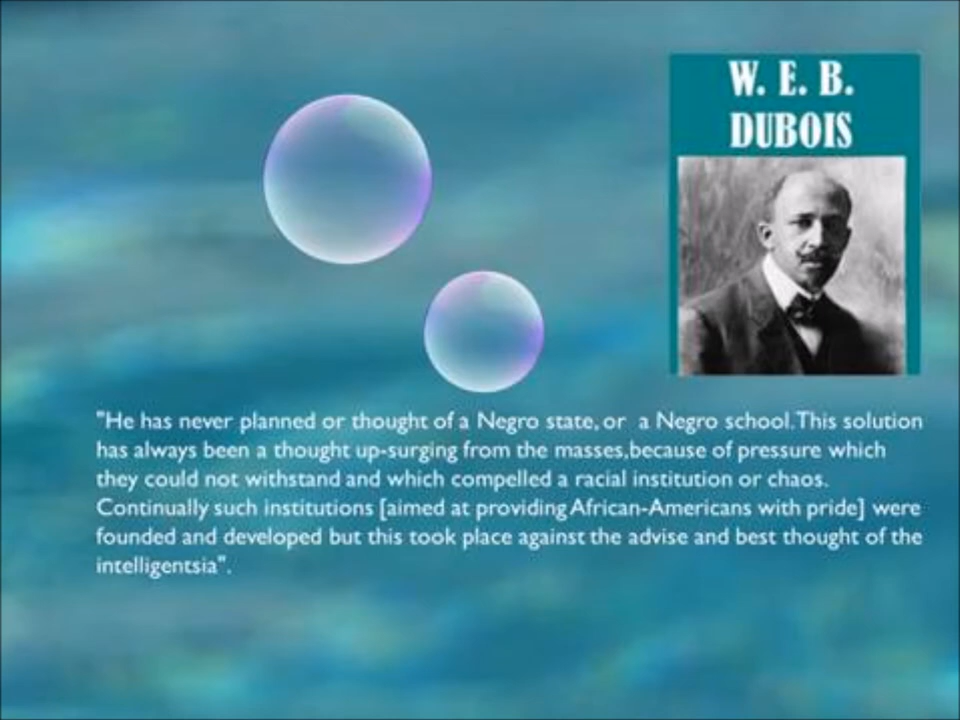 W. E. B.
DUBOIS
"He has never planned or thought of a Negro state, or  a Negro school. This solution
has always been a thought up-surging from the masses,because of pressure which
they could not withstand and which compelled a racial institution or chaos.
Continually such institutions [aimed at providing African-Americans with pride] were
founded and developed but this took place against the advise and best thought of the
intelligentsia".